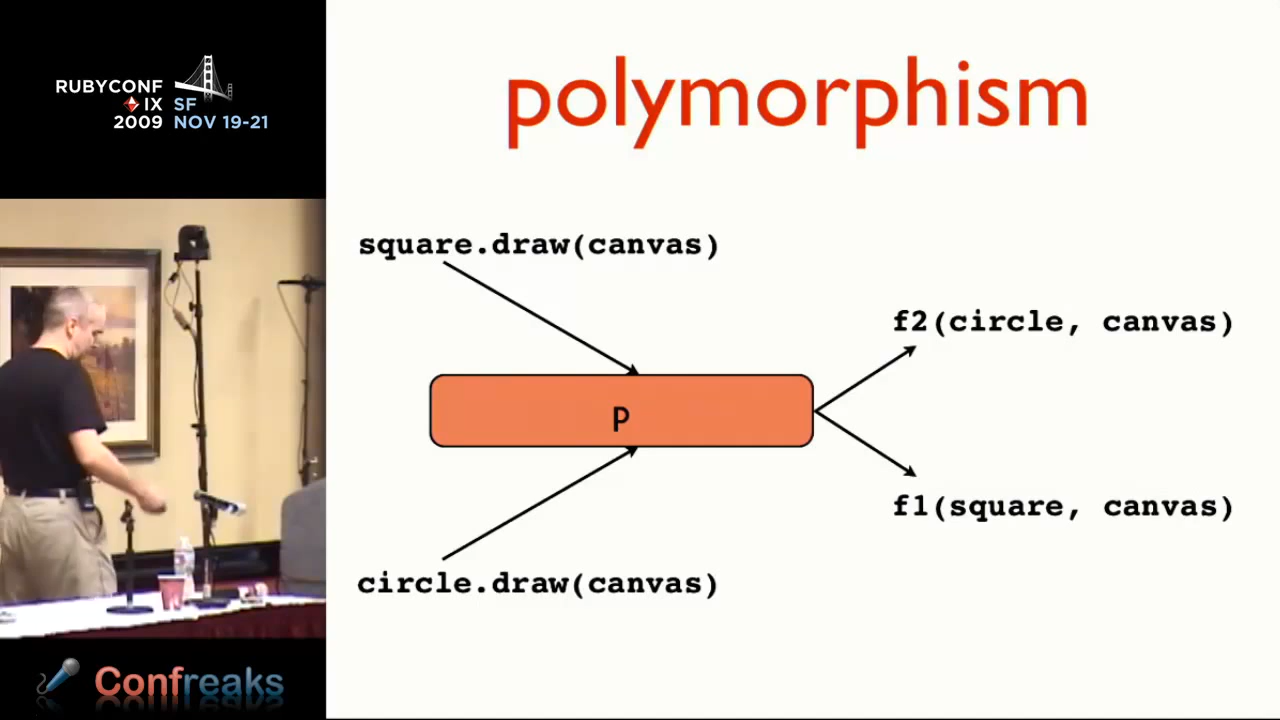 RUBYCONF
IX SF
2009 NOV 19-21
polymorphism
square.draw(canvas)
f2(circle, canvas)
p
f1(square, canvas)
circle.draw(canvas)
Confreaks